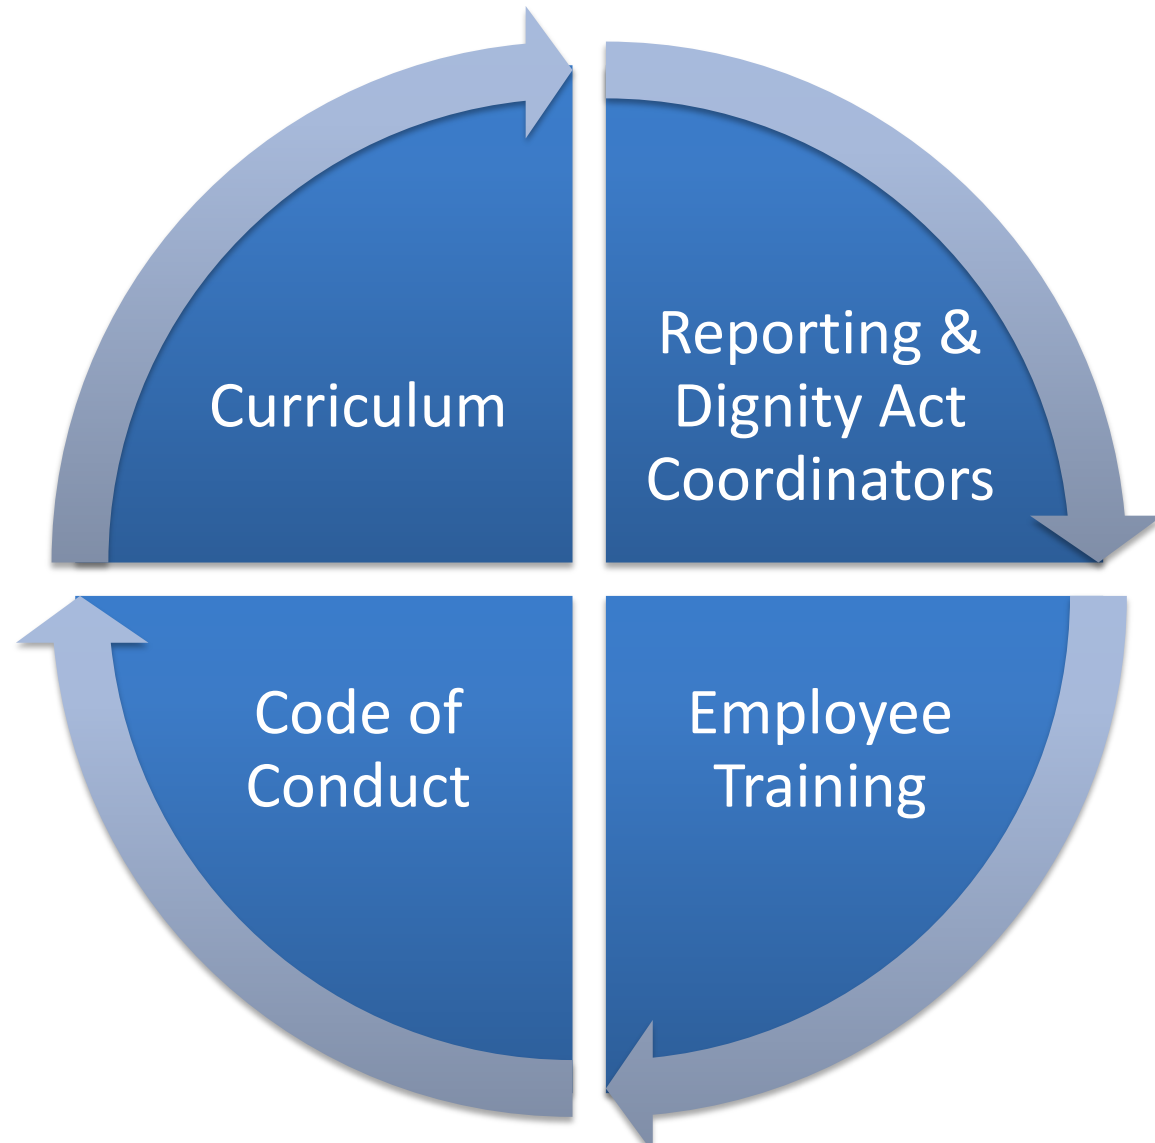 Curriculum
Reporting &
Dignity Act
Coordinators
Code of
Conduct
Employee
Training